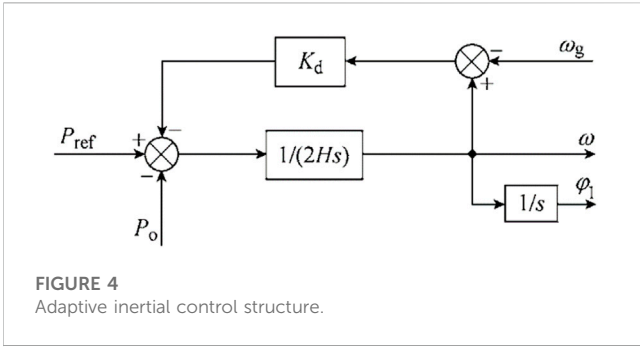 K_d
−
ω_g
+
−
P_ref
+
−
1/(2Hs)
ω
P_o
1/s
φ_1
FIGURE 4
Adaptive inertial control structure.